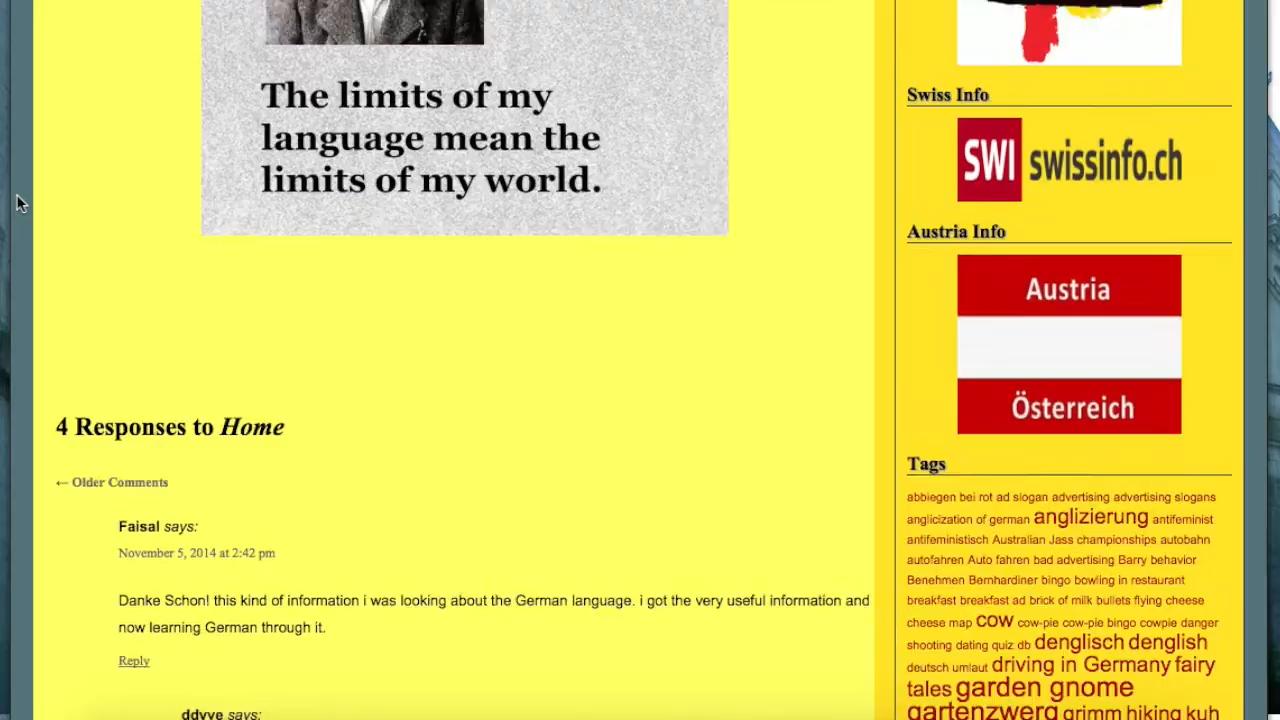 The limits of my
language mean the
limits of my world.
4 Responses to Home
← Older Comments
Faisal says:
November 5, 2014 at 2:42 pm
Danke Schon! this kind of information i was looking about the German language. i got the very useful information and
now learning German through it.
Reply
ddvve says:
Swiss Info
SWI swissinfo.ch
Austria Info
Austria
Österreich
Tags
abbiegen bei rot ad slogan advertising advertising slogans
anglicization of german anglizierung antifeminist
antifeministisch Australian Jass championships autobahn
autofahren Auto fahren bad advertising Barry behavior
Benehmen Bernhardiner bingo bowling in restaurant
breakfast breakfast ad brick of milk bullets flying cheese
cheese map cow cow-pie cow-pie bingo cowpie danger
shooting dating quiz db denglisch denglish
deutsch umlaut driving in Germany fairy
tales garden gnome
gartenzwerg grimm hiking kuh